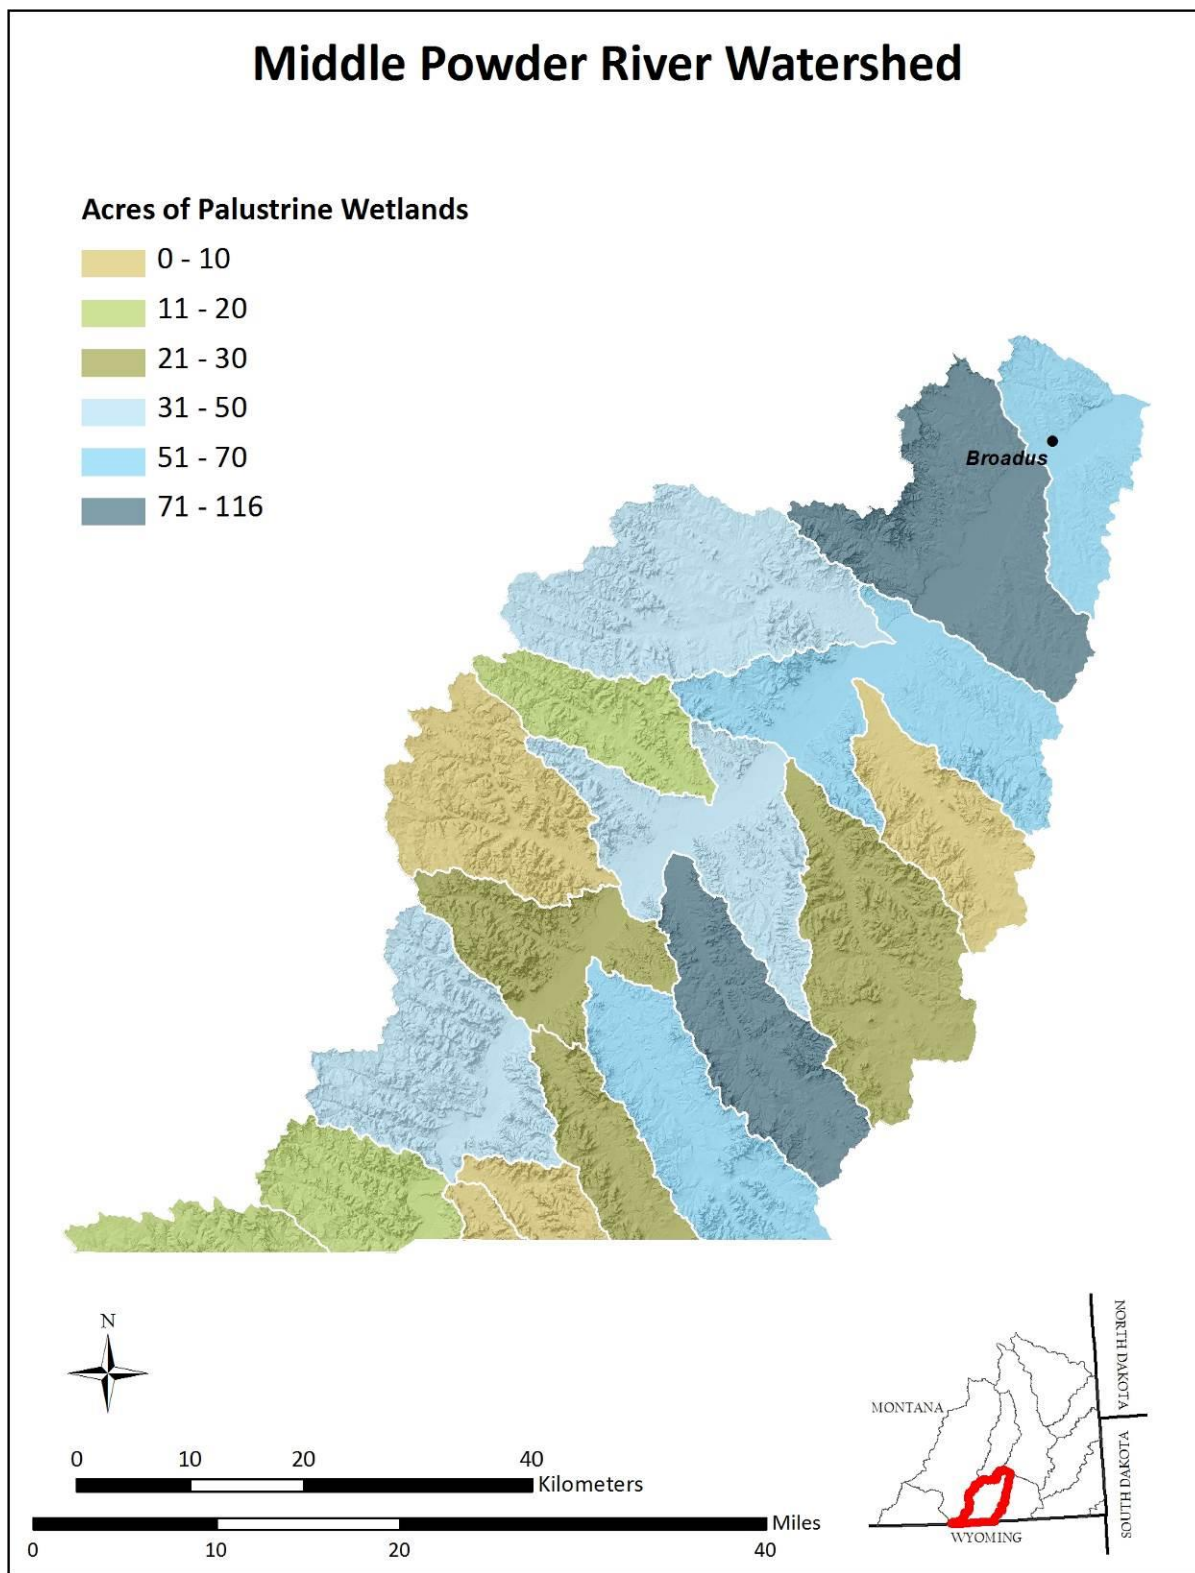 Middle Powder River Watershed
Acres of Palustrine Wetlands
0 - 10
11 - 20
21 - 30
31 - 50
51 - 70
71 - 116
Broadus
N
0 10 20 40
Kilometers
Miles
0 10 20 40
MONTANA
NORTH DAKOTA
SOUTH DAKOTA
WYOMING